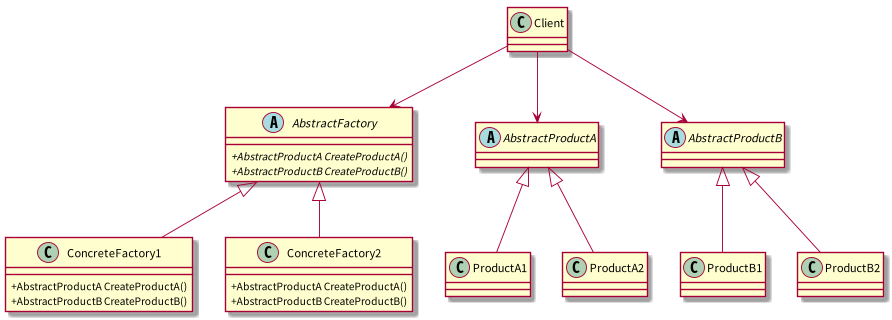 C Client
A AbstractFactory
+AbstractProductA CreateProductA()
+AbstractProductB CreateProductB()
A AbstractProductA
A AbstractProductB
C ConcreteFactory1
+AbstractProductA CreateProductA()
+AbstractProductB CreateProductB()
C ConcreteFactory2
+AbstractProductA CreateProductA()
+AbstractProductB CreateProductB()
C ProductA1
C ProductA2
C ProductB1
C ProductB2